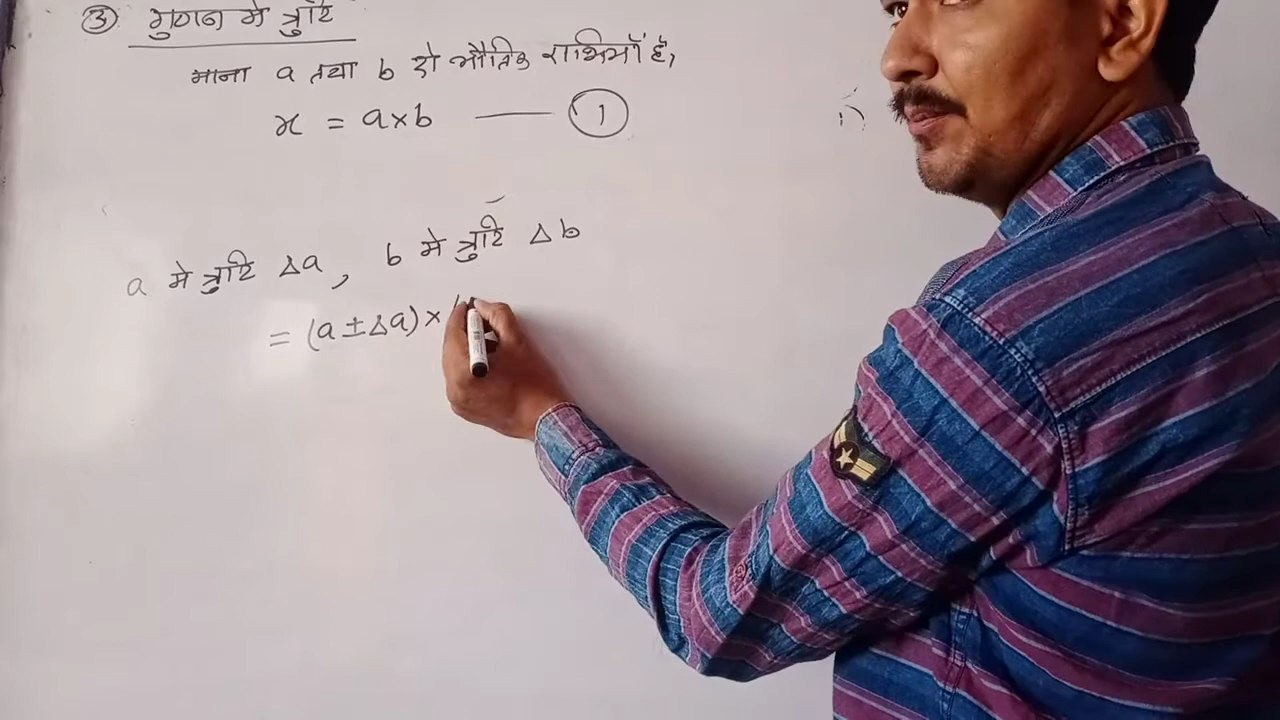 ③ गुणन मे त्रुटि
माना a तथा b दो भौतिक राशियाँ है,
x = a×b —— ①
a मे त्रुटि Δa, b मे त्रुटि Δb
= (a ± Δa) ×